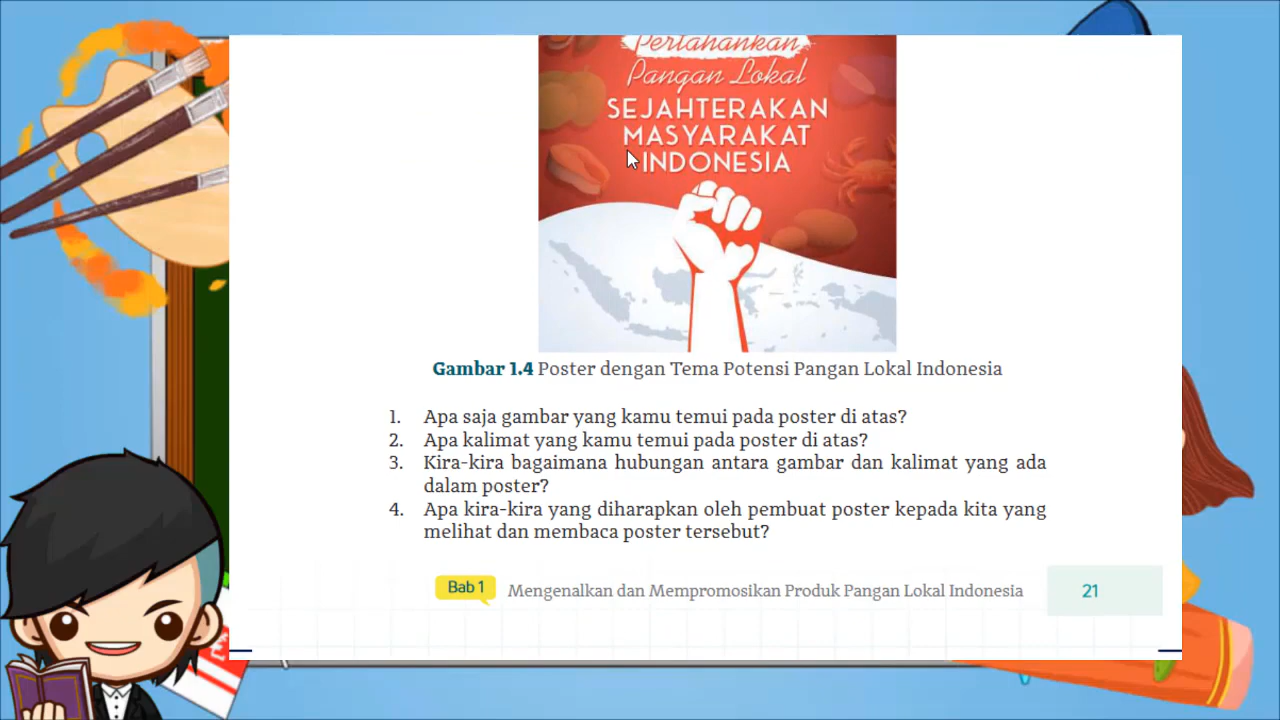 Pertahankan
Pangan Lokal
SEJAHTERAKAN
MASYARAKAT
INDONESIA
Gambar 1.4 Poster dengan Tema Potensi Pangan Lokal Indonesia
1. Apa saja gambar yang kamu temui pada poster di atas?
2. Apa kalimat yang kamu temui pada poster di atas?
3. Kira-kira bagaimana hubungan antara gambar dan kalimat yang ada
dalam poster?
4. Apa kira-kira yang diharapkan oleh pembuat poster kepada kita yang
melihat dan membaca poster tersebut?
Bab 1 Mengenalkan dan Mempromosikan Produk Pangan Lokal Indonesia 21